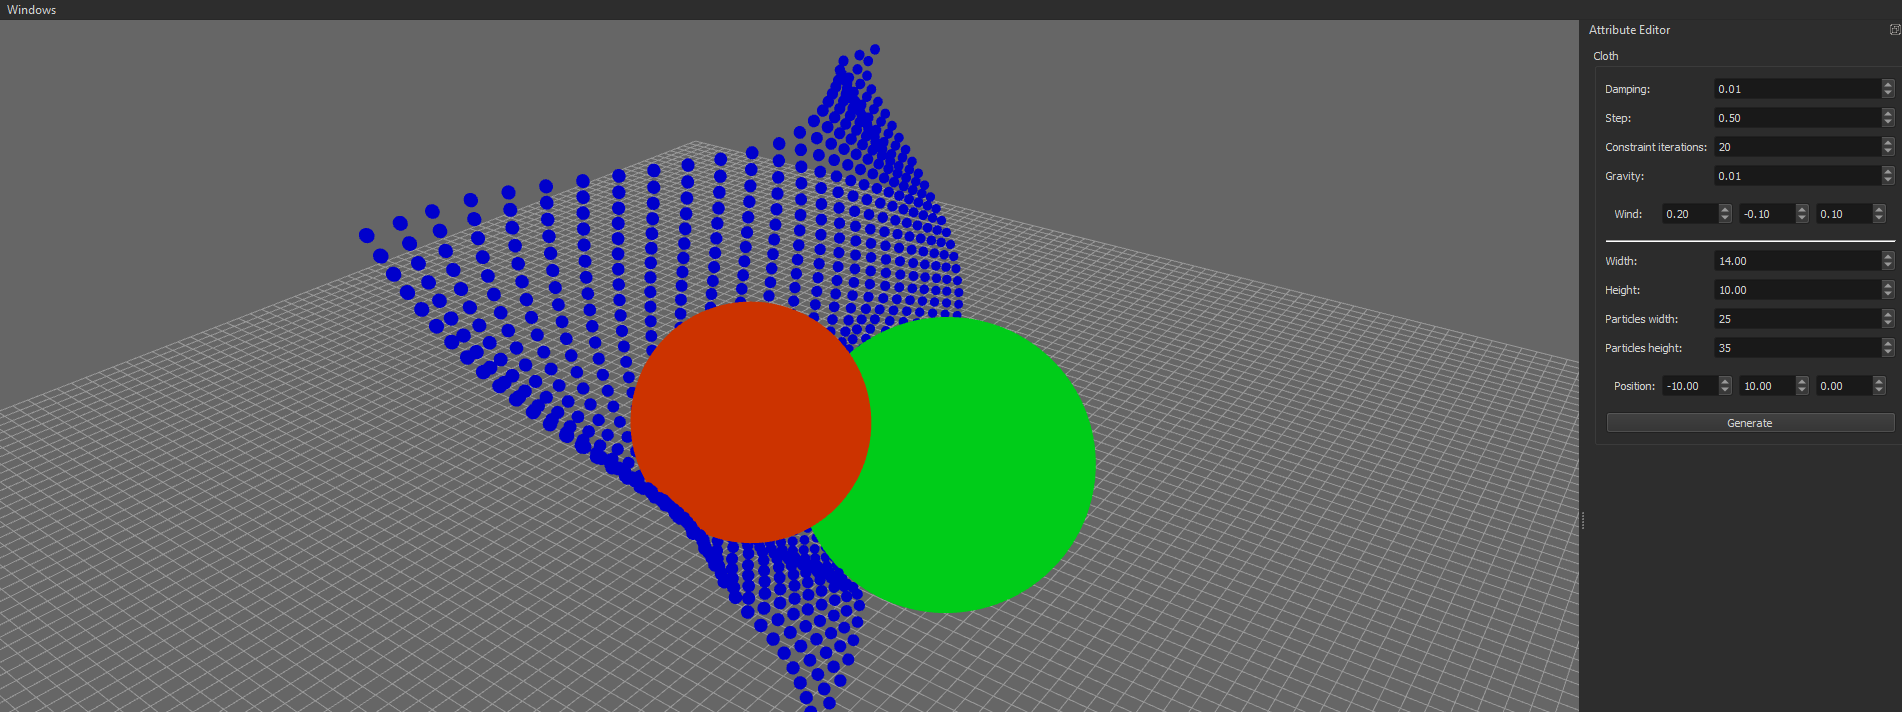 Windows
Attribute Editor
Cloth
Damping: 0.01
Step: 0.50
Constraint iterations: 20
Gravity: 0.01
Wind: 0.20 -0.10 0.10
Width: 14.00
Height: 10.00
Particles width: 25
Particles height: 35
Position: -10.00 10.00 0.00
Generate